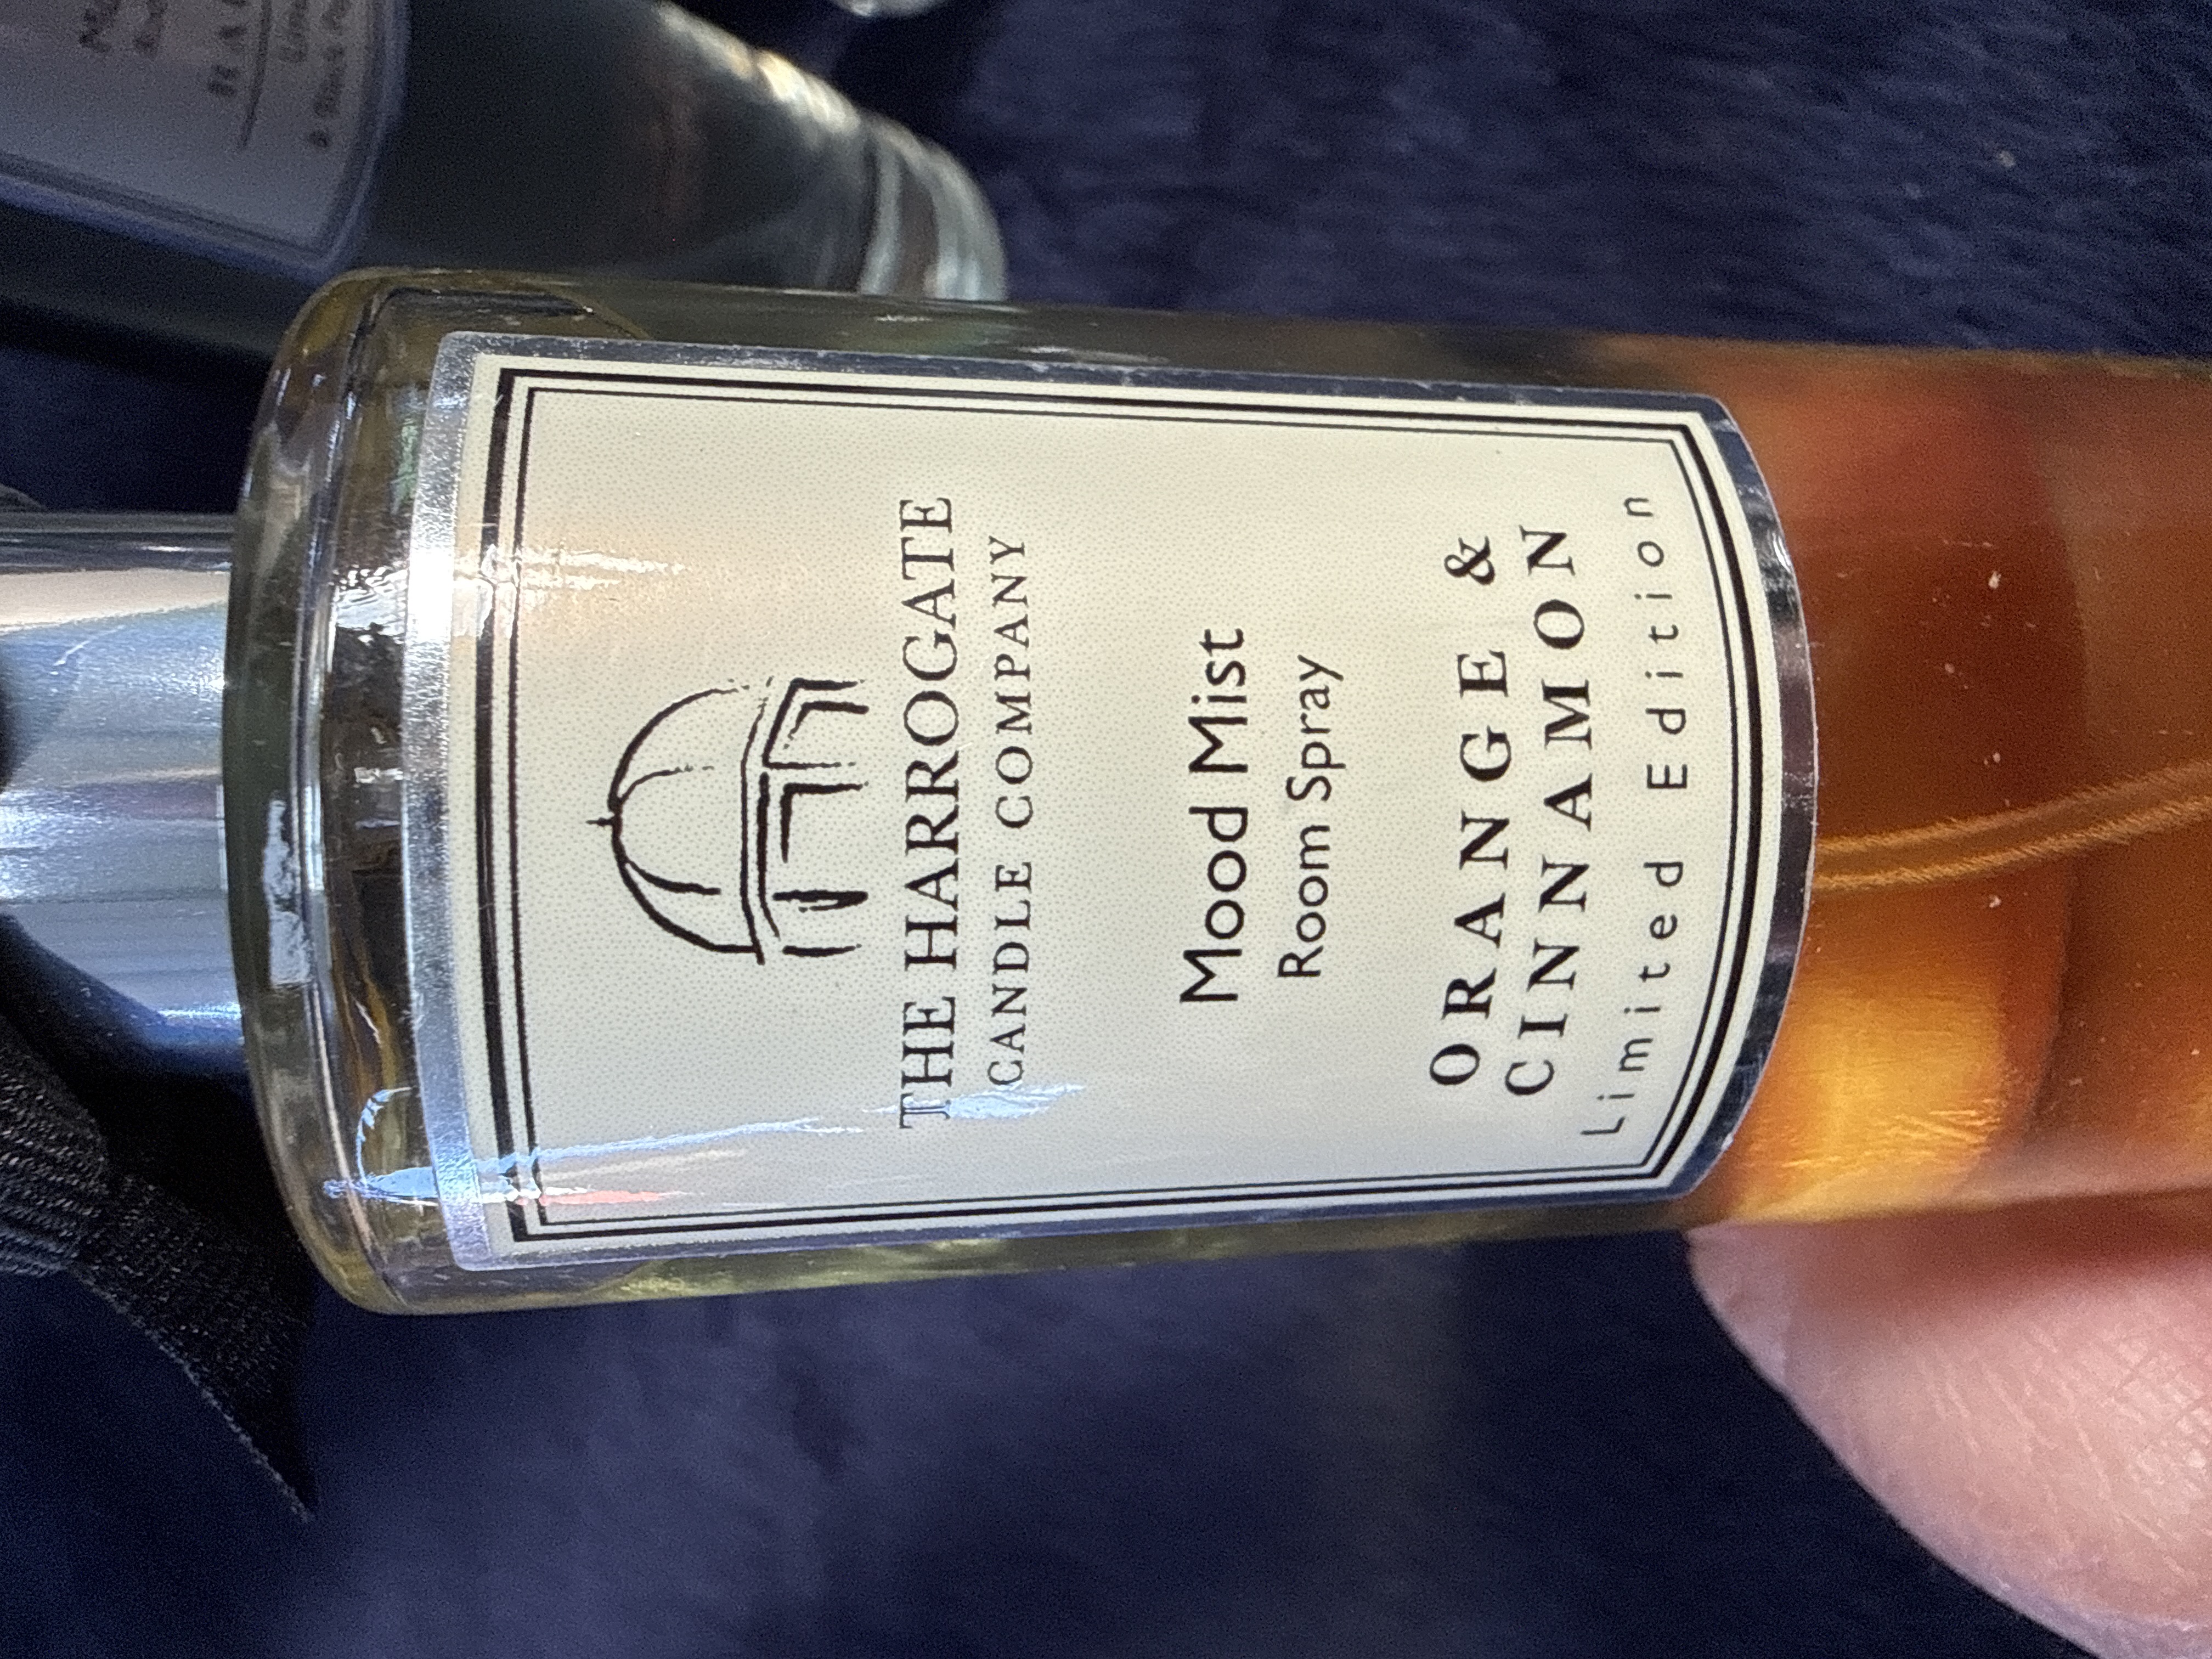 THE HARROGATE
CANDLE COMPANY
Mood Mist
Room Spray
ORANGE &
CINNAMON
Limited Edition